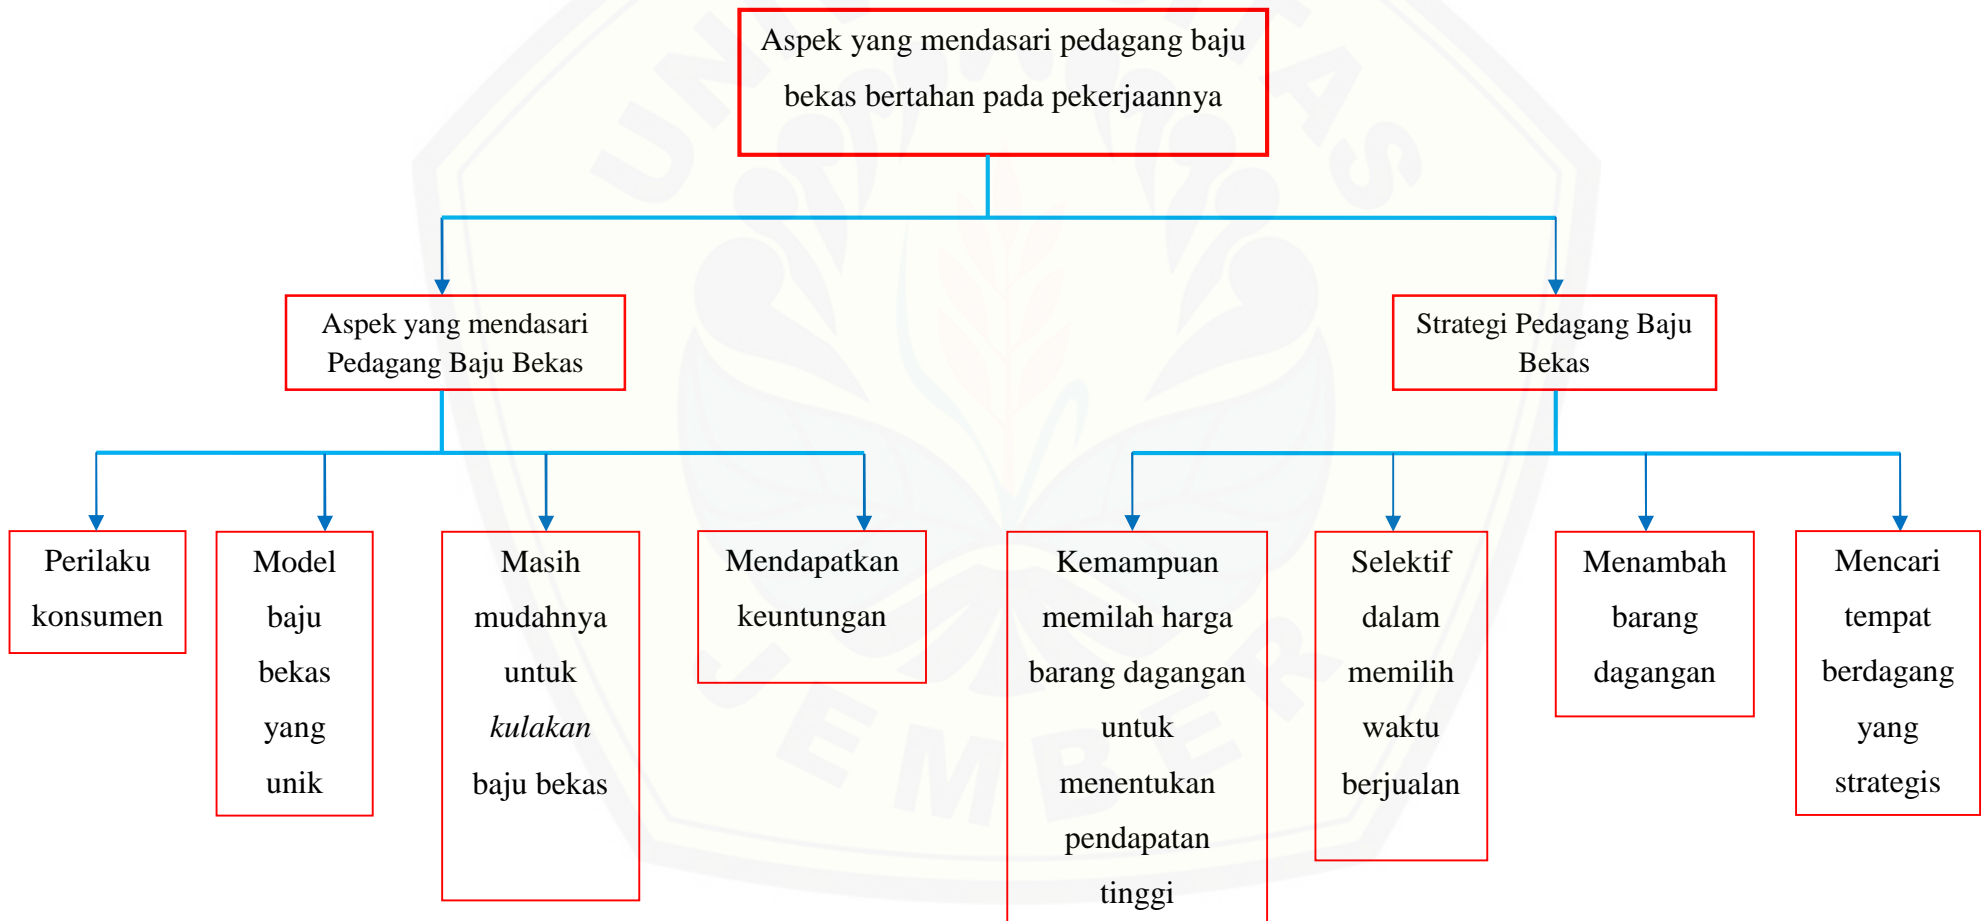 Aspek yang mendasari pedagang baju
bekas bertahan pada pekerjaannya
Aspek yang mendasari
Pedagang Baju Bekas
Strategi Pedagang Baju
Bekas
Perilaku
konsumen
Model
baju
bekas
yang
unik
Masih
mudahnya
untuk
kulakan
baju bekas
Mendapatkan
keuntungan
Kemampuan
memilah harga
barang dagangan
untuk
menentukan
pendapatan
tinggi
Selektif
dalam
memilih
waktu
berjualan
Menambah
barang
dagangan
Mencari
tempat
berdagang
yang
strategis
JEMBER